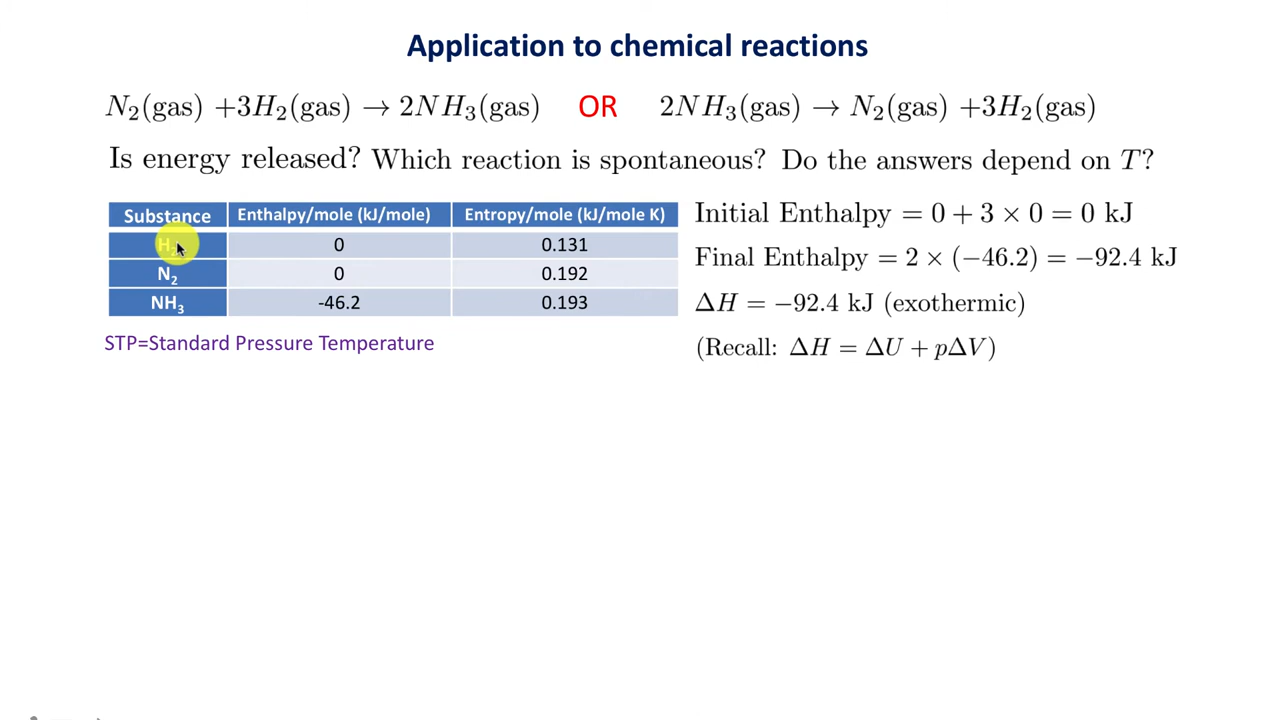 Application to chemical reactions
N₂(gas) +3H₂(gas) → 2NH₃(gas) OR 2NH₃(gas) → N₂(gas) +3H₂(gas)
Is energy released? Which reaction is spontaneous? Do the answers depend on T?
Substance Enthalpy/mole (kJ/mole) Entropy/mole (kJ/mole K)
H₂ 0 0.131
N₂ 0 0.192
NH₃ -46.2 0.193
STP=Standard Pressure Temperature
Initial Enthalpy = 0 + 3 × 0 = 0 kJ
Final Enthalpy = 2 × (−46.2) = −92.4 kJ
ΔH = −92.4 kJ (exothermic)
(Recall: ΔH = ΔU + pΔV)